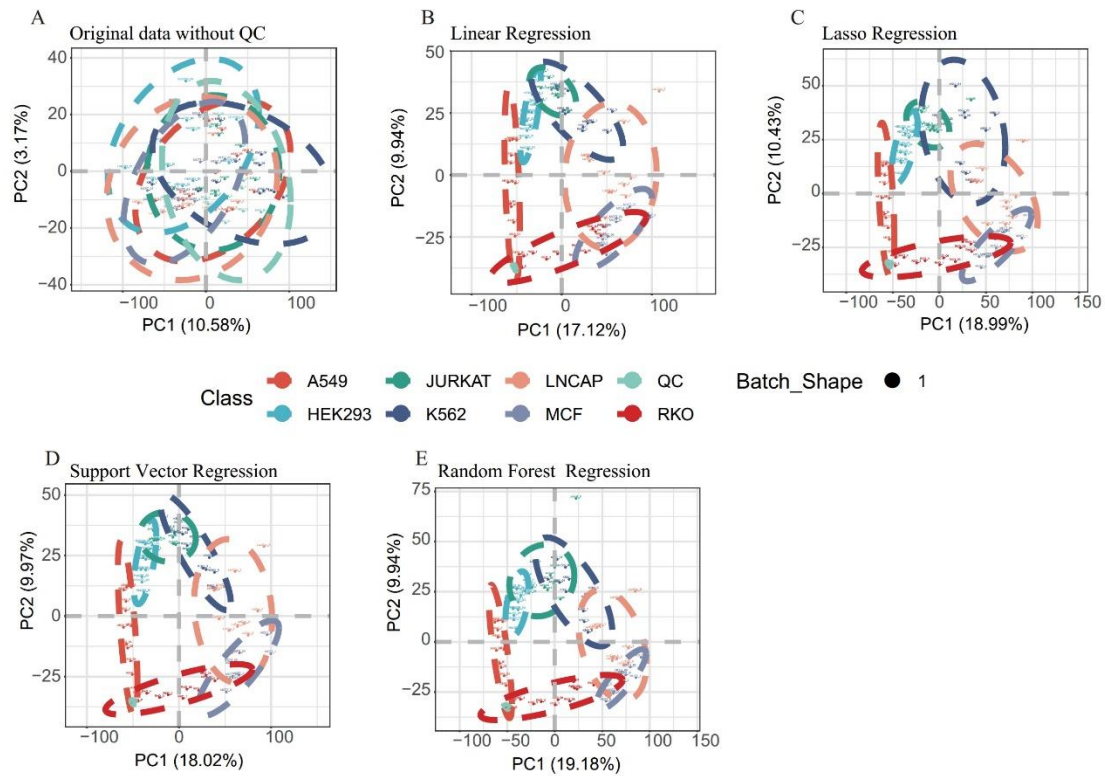 A
Original data without QC
40
20
0
−20
−40
PC2 (3.17%)
−100
0
100
PC1 (10.58%)
B
Linear Regression
50
25
0
−25
PC2 (9.94%)
−100
0
100
PC1 (17.12%)
C
Lasso Regression
50
25
0
−25
PC2 (10.43%)
−100
−50
0
50
100
150
PC1 (18.99%)
Class
A549
JURKAT
LNCAP
QC
HEK293
K562
MCF
RKO
Batch_Shape
1
D
Support Vector Regression
50
25
0
−25
PC2 (9.97%)
−100
0
100
PC1 (18.02%)
E
Random Forest Regression
75
50
25
0
−25
PC2 (9.94%)
−100
−50
0
50
100
150
PC1 (19.18%)